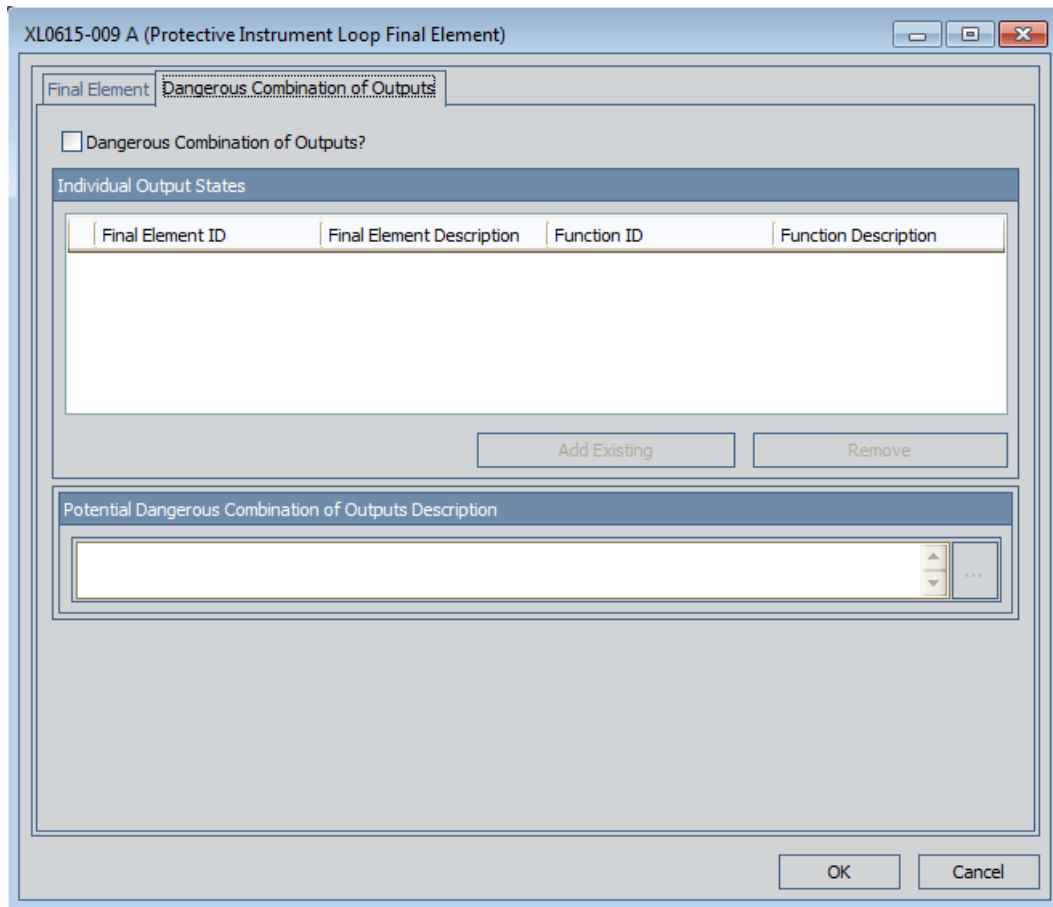 XL0615-009 A (Protective Instrument Loop Final Element)
Final Element Dangerous Combination of Outputs
Dangerous Combination of Outputs?
Individual Output States
Final Element ID Final Element Description Function ID Function Description
Add Existing Remove
Potential Dangerous Combination of Outputs Description
...
OK Cancel